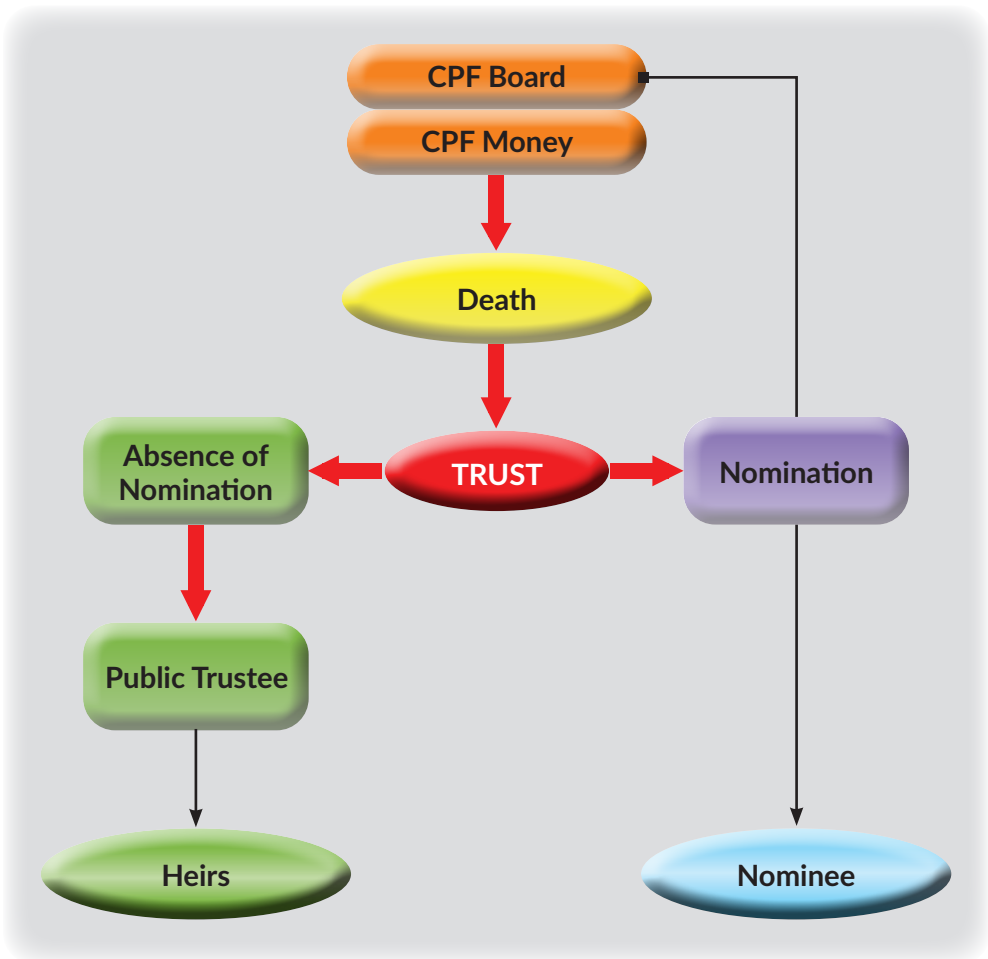 CPF Board
CPF Money
Death
Absence of
Nomination
TRUST
Nomination
Public Trustee
Heirs
Nominee